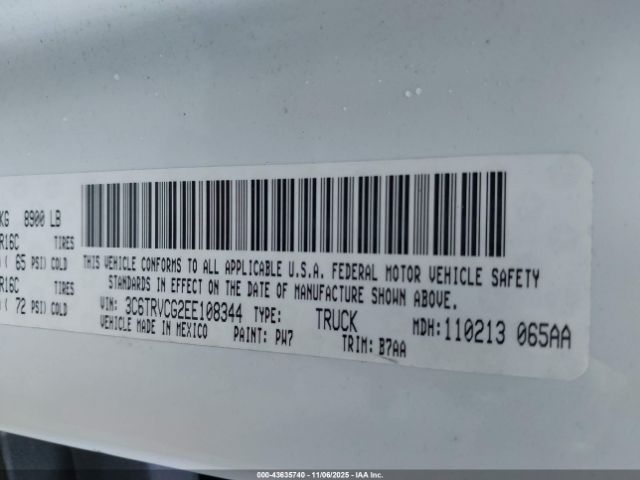 KG 8900 LB
R16C TIRES
( 65 PSI) COLD
R16C TIRES
( 72 PSI) COLD
THIS VEHICLE CONFORMS TO ALL APPLICABLE U.S.A. FEDERAL MOTOR VEHICLE SAFETY
STANDARDS IN EFFECT ON THE DATE OF MANUFACTURE SHOWN ABOVE.
VIN: 3C6TRVCG2EE108344 TYPE: TRUCK MDH: 110213 065AA
VEHICLE MADE IN MEXICO PAINT: PW7 TRIM: B7AA
000-43635740 - 11/06/2025 - IAA Inc.